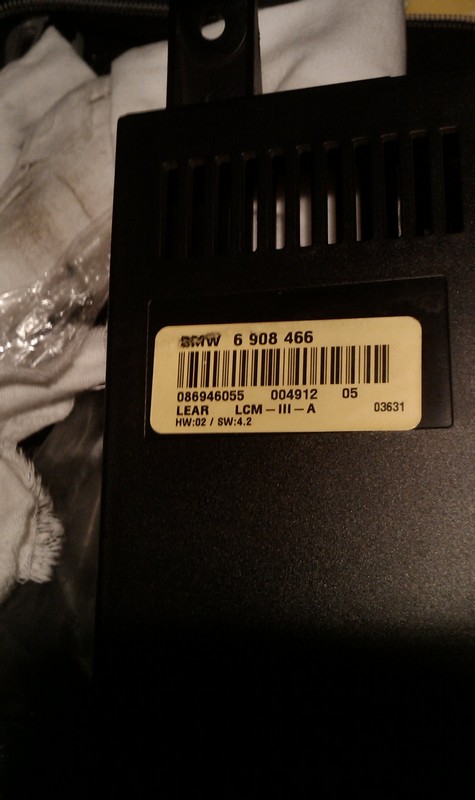 BMW 6 908 466
086946055 004912 05
LEAR LCM-III-A 03631
HW:02 / SW:4.2